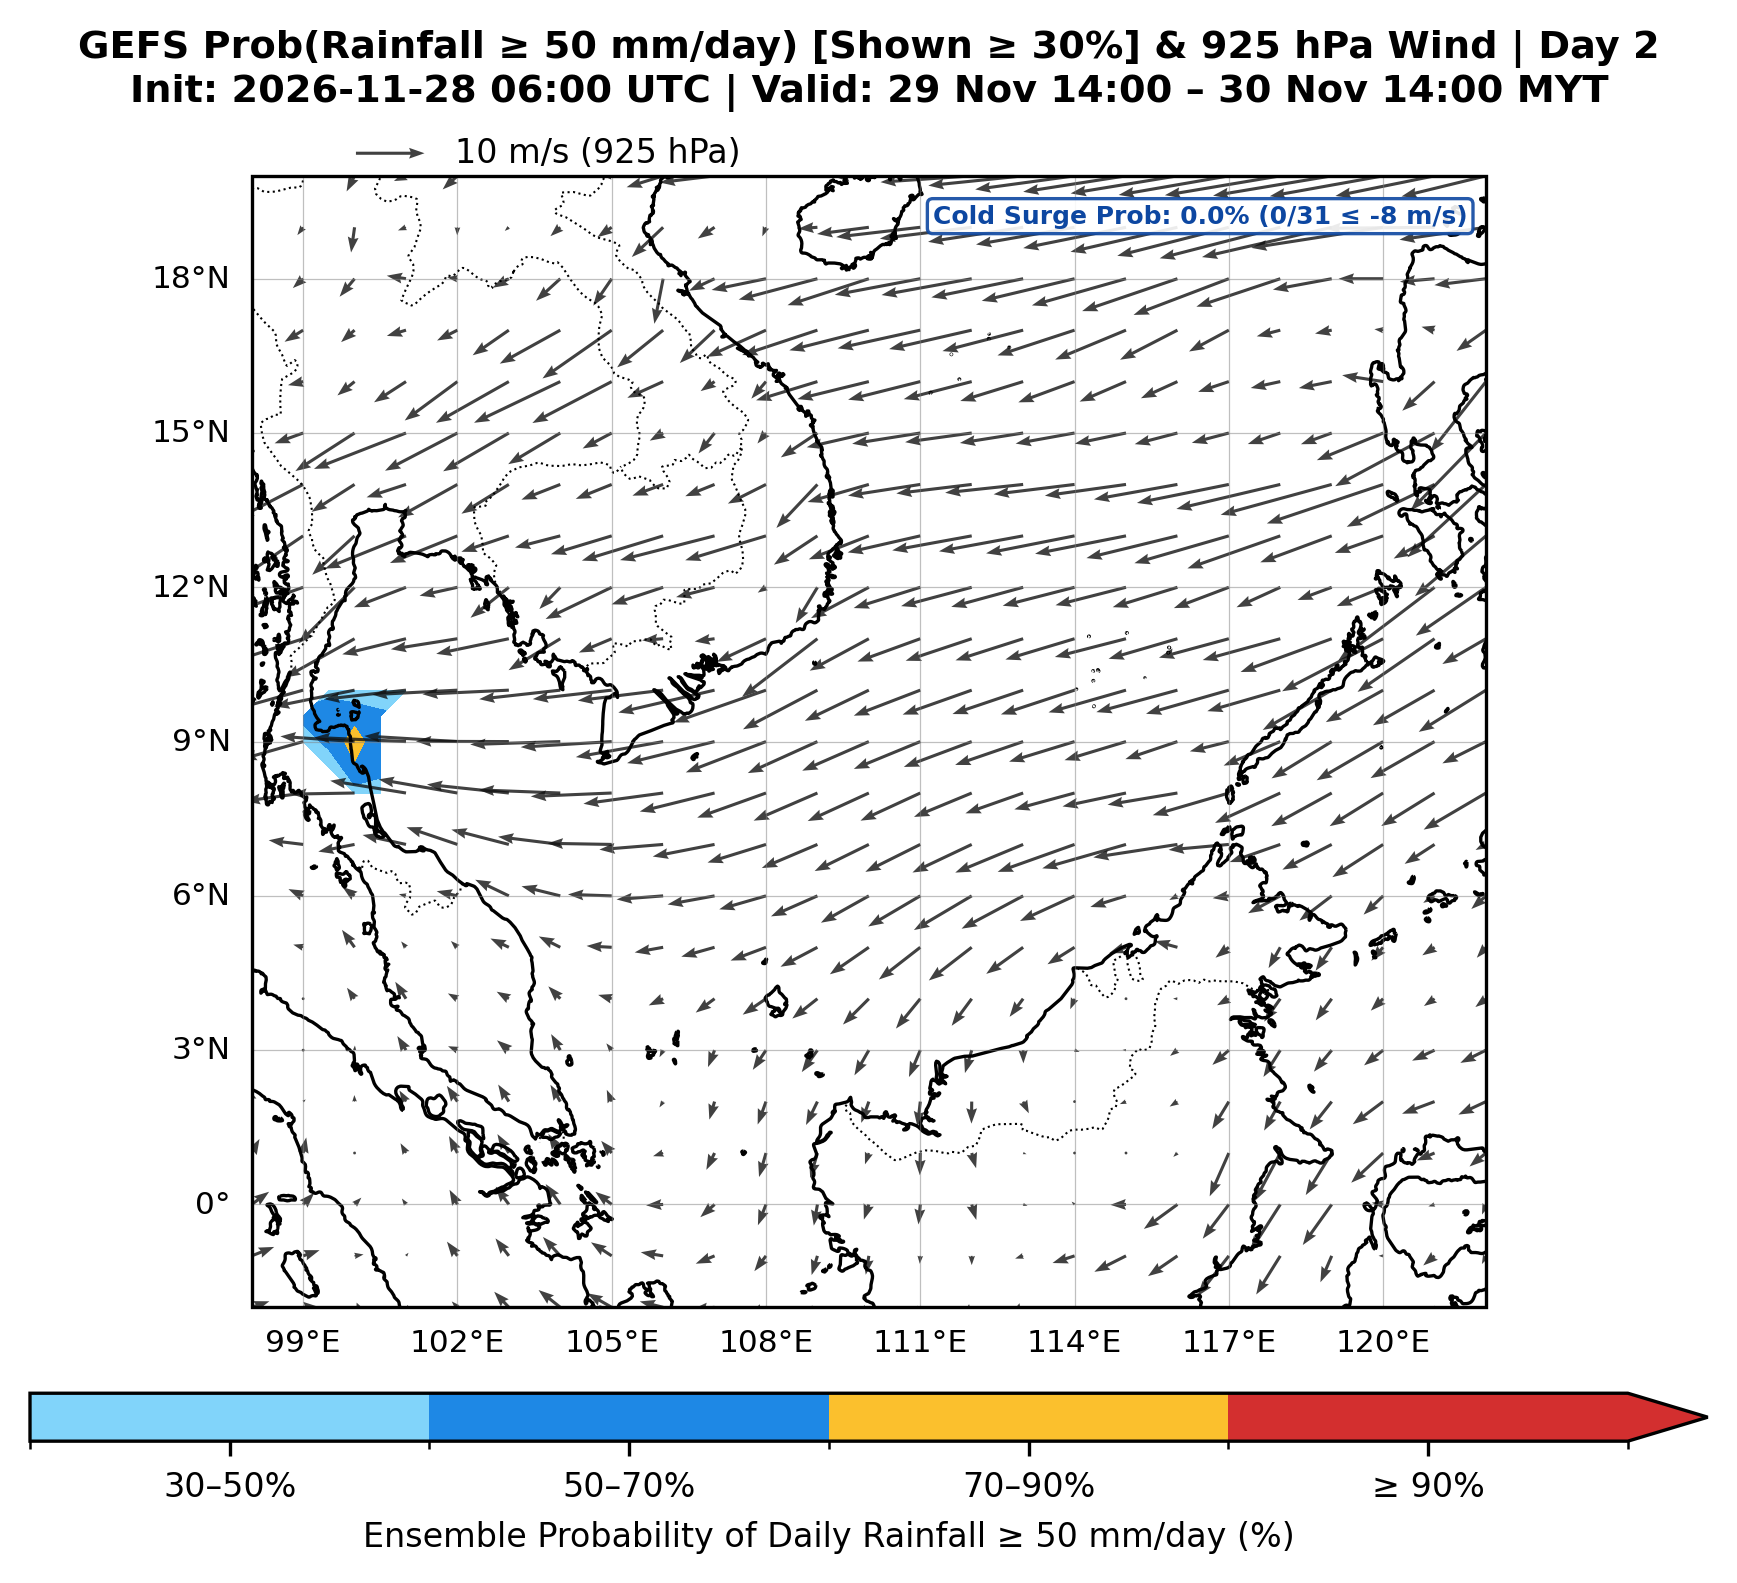 GEFS Prob(Rainfall ≥ 50 mm/day) [Shown ≥ 30%] & 925 hPa Wind | Day 2
Init: 2026-11-28 06:00 UTC | Valid: 29 Nov 14:00 – 30 Nov 14:00 MYT
10 m/s (925 hPa)
Cold Surge Prob: 0.0% (0/31 ≤ -8 m/s)
18°N
15°N
12°N
9°N
6°N
3°N
0°
99°E 102°E 105°E 108°E 111°E 114°E 117°E 120°E
30–50% 50–70% 70–90% ≥ 90%
Ensemble Probability of Daily Rainfall ≥ 50 mm/day (%)